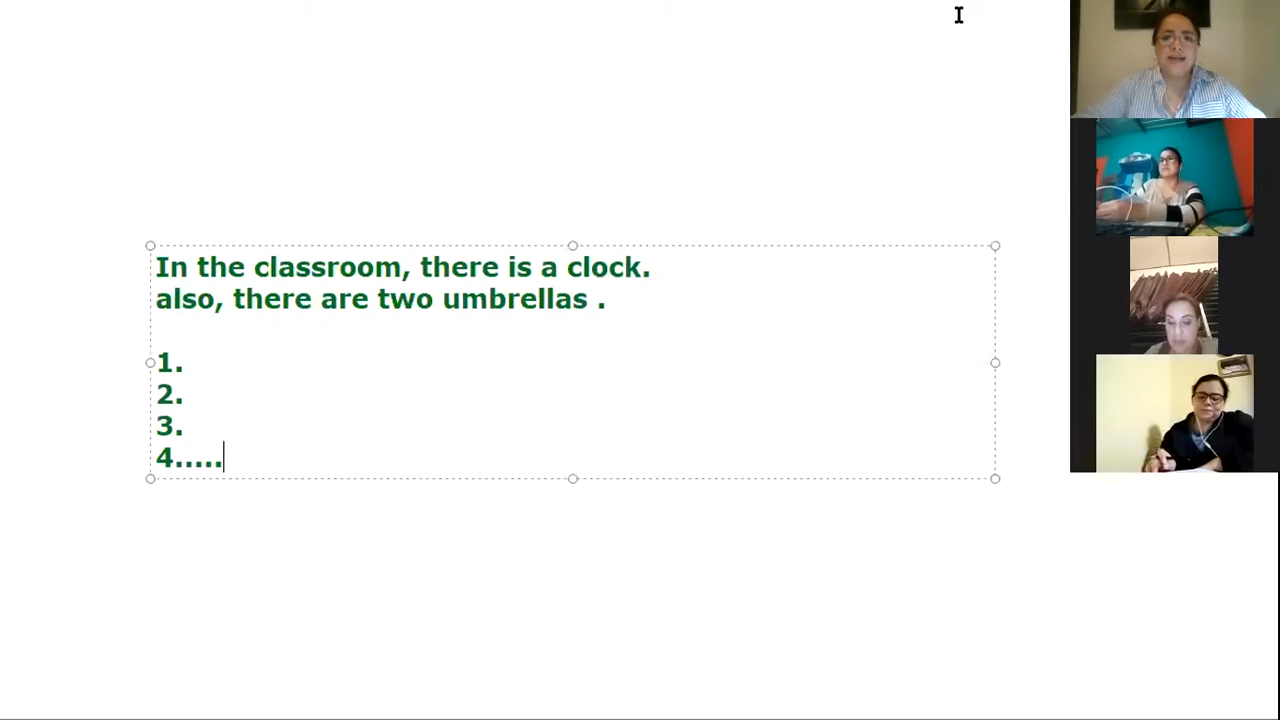 In the classroom, there is a clock.
also, there are two umbrellas .
1.
2.
3.
4.....